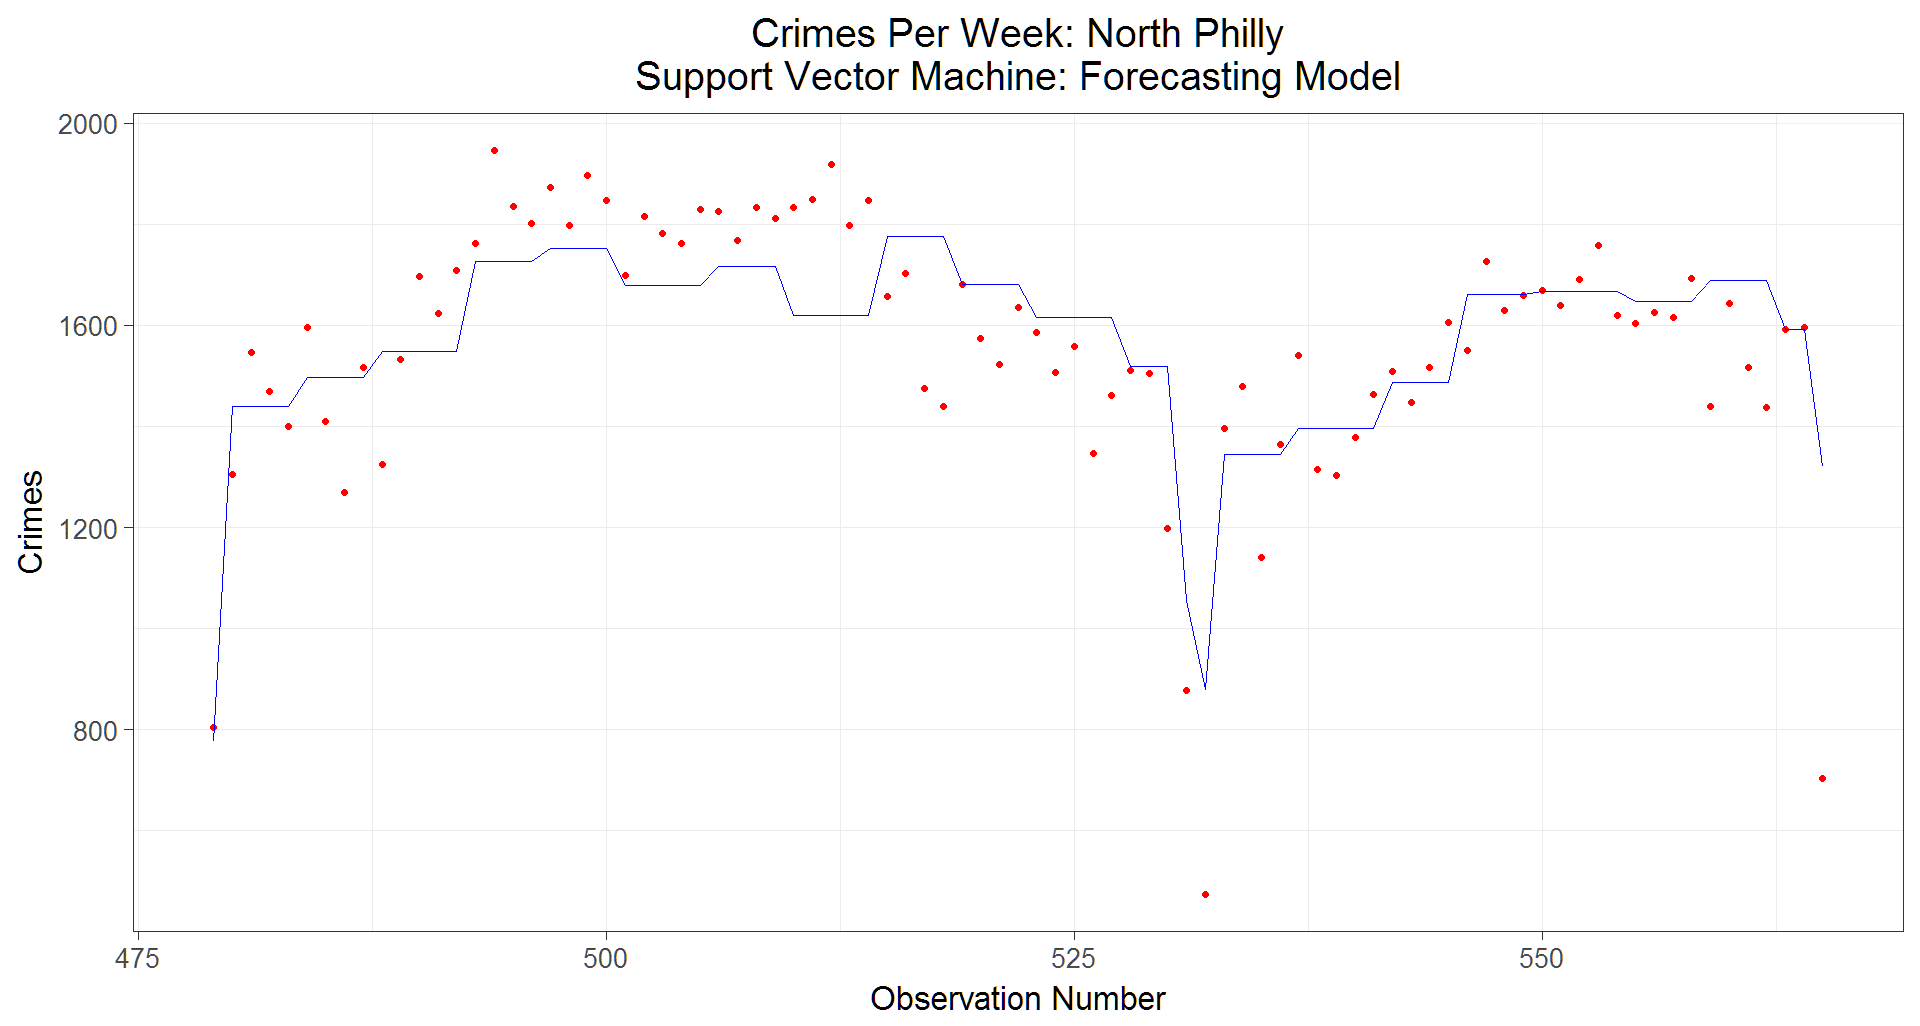 Crimes Per Week: North Philly
Support Vector Machine: Forecasting Model
2000
1600
1200
800
Crimes
475 500 525 550
Observation Number